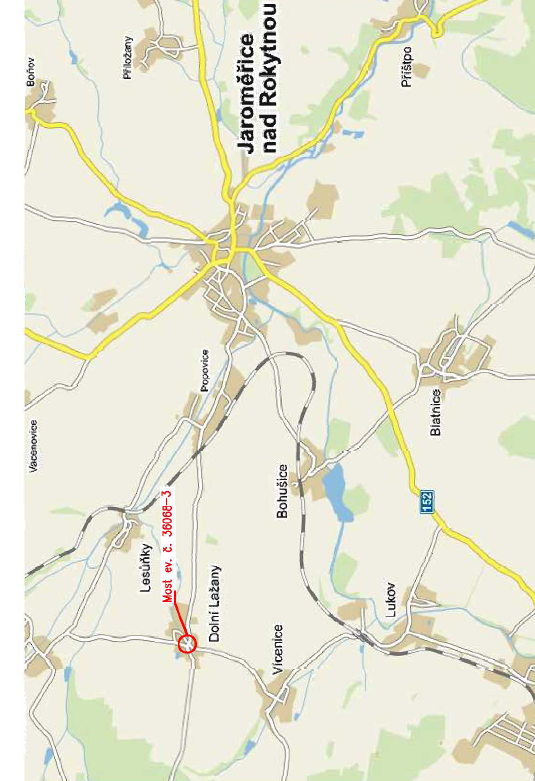 Boňov
Příložany
Jaroměřice
nad Rokytnou
Příštpo
Vacenovice
Popovice
Blatnice
Bohušice
152
Lesůňky
Most ev. č. 36068-3
Dolní Lažany
Lukov
Vícenice